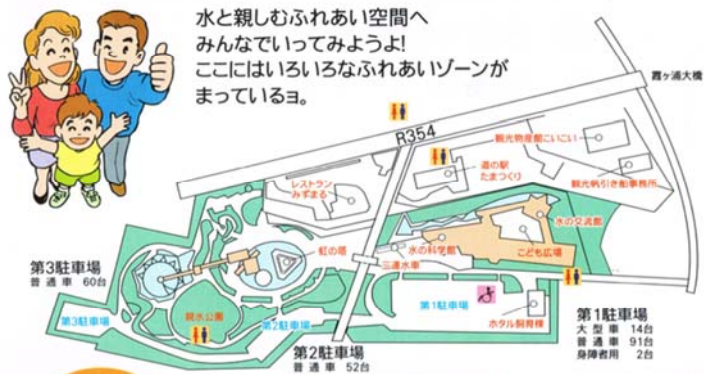 水と親しむふれあい空間へ
みんなでいってみようよ!
ここにはいろいろなふれあいゾーンが
まっているヨ。
霞ヶ浦大橋
R354
観光物産館こいこい
道の駅
たまつくり
観光帆引き船事務所
レストラン
みずまる
水の交流館
虹の塔
水の科学館
こども広場
三連水車
第3駐車場
普通車 60台
第1駐車場
親水公園
第3駐車場
第2駐車場
ホタル飼育棟
第1駐車場
大型車 14台
普通車 91台
身障者用 2台
第2駐車場
普通車 52台